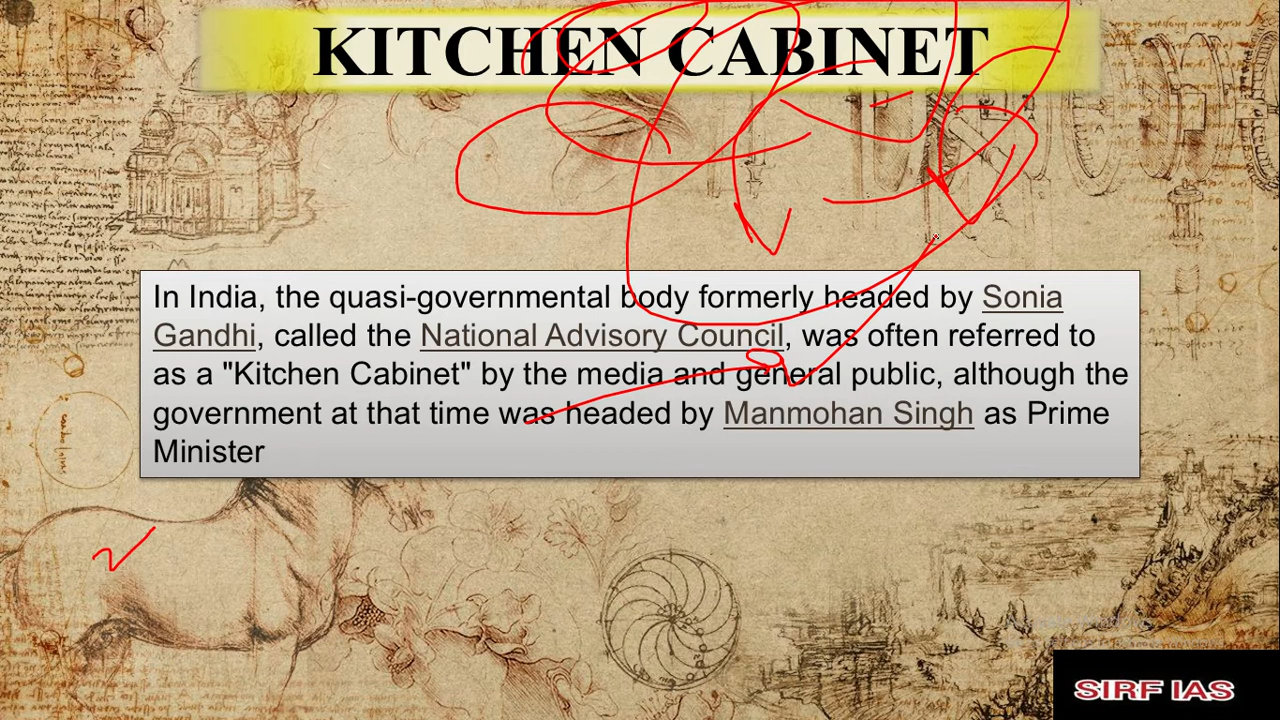 KITCHEN CABINET
In India, the quasi-governmental body formerly headed by Sonia
Gandhi, called the National Advisory Council, was often referred to
as a "Kitchen Cabinet" by the media and general public, although the
government at that time was headed by Manmohan Singh as Prime
Minister
SIRF IAS